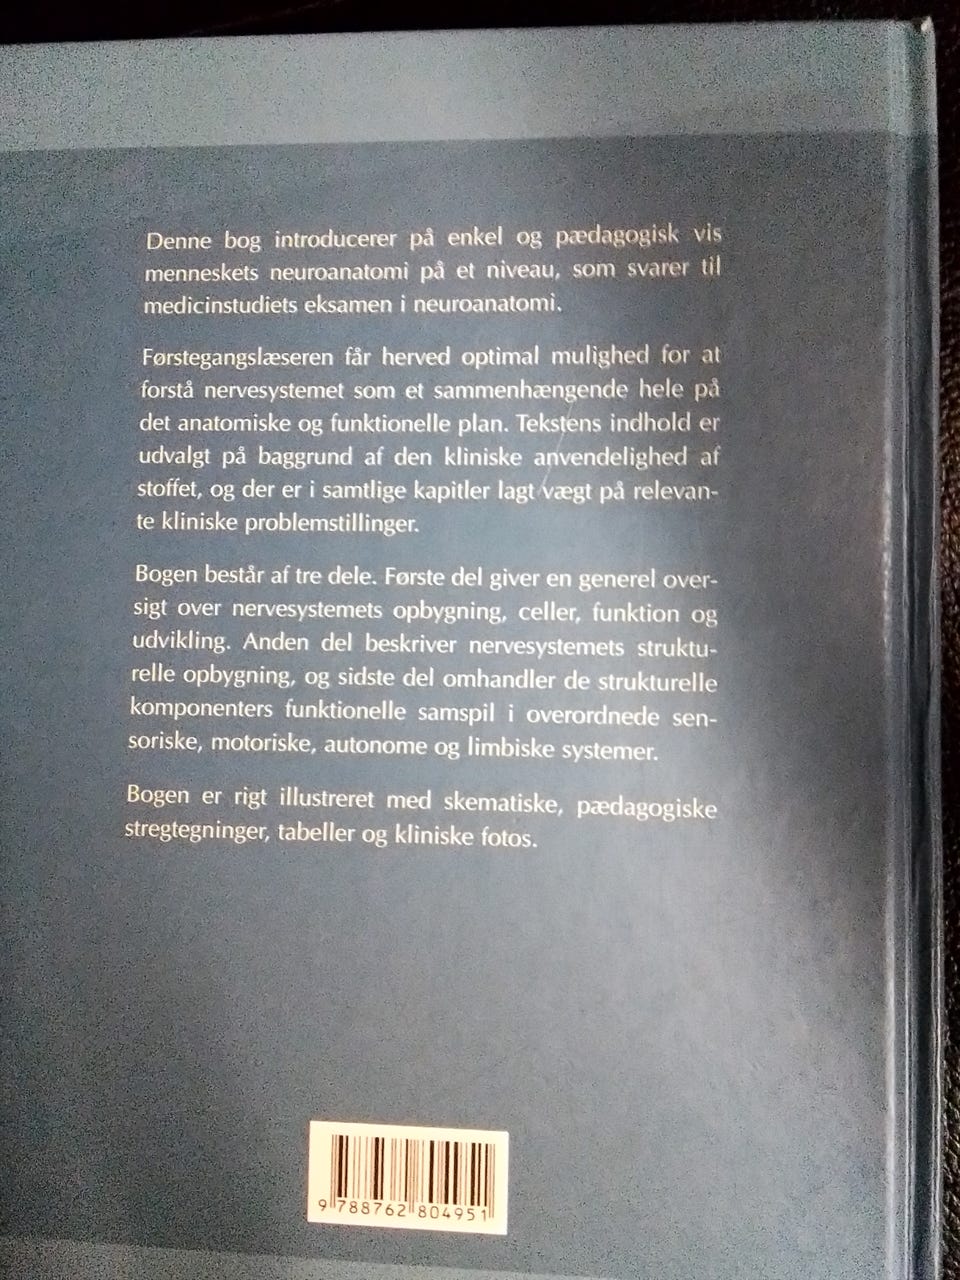 Denne bog introducerer på enkel og pædagogisk vis
menneskets neuroanatomi på et niveau, som svarer til
medicinstudiets eksamen i neuroanatomi.
Førstegangslæseren får herved optimal mulighed for at
forstå nervesystemet som et sammenhængende hele på
det anatomiske og funktionelle plan. Tekstens indhold er
udvalgt på baggrund af den kliniske anvendelighed af
stoffet, og der er i samtlige kapitler lagt vægt på relevan-
te kliniske problemstillinger.
Bogen består af tre dele. Første del giver en generel over-
sigt over nervesystemets opbygning, celler, funktion og
udvikling. Anden del beskriver nervesystemets struktu-
relle opbygning, og sidste del omhandler de strukturelle
komponenters funktionelle samspil i overordnede sen-
soriske, motoriske, autonome og limbiske systemer.
Bogen er rigt illustreret med skematiske, pædagogiske
stregtegninger, tabeller og kliniske fotos.
9 788762 804951